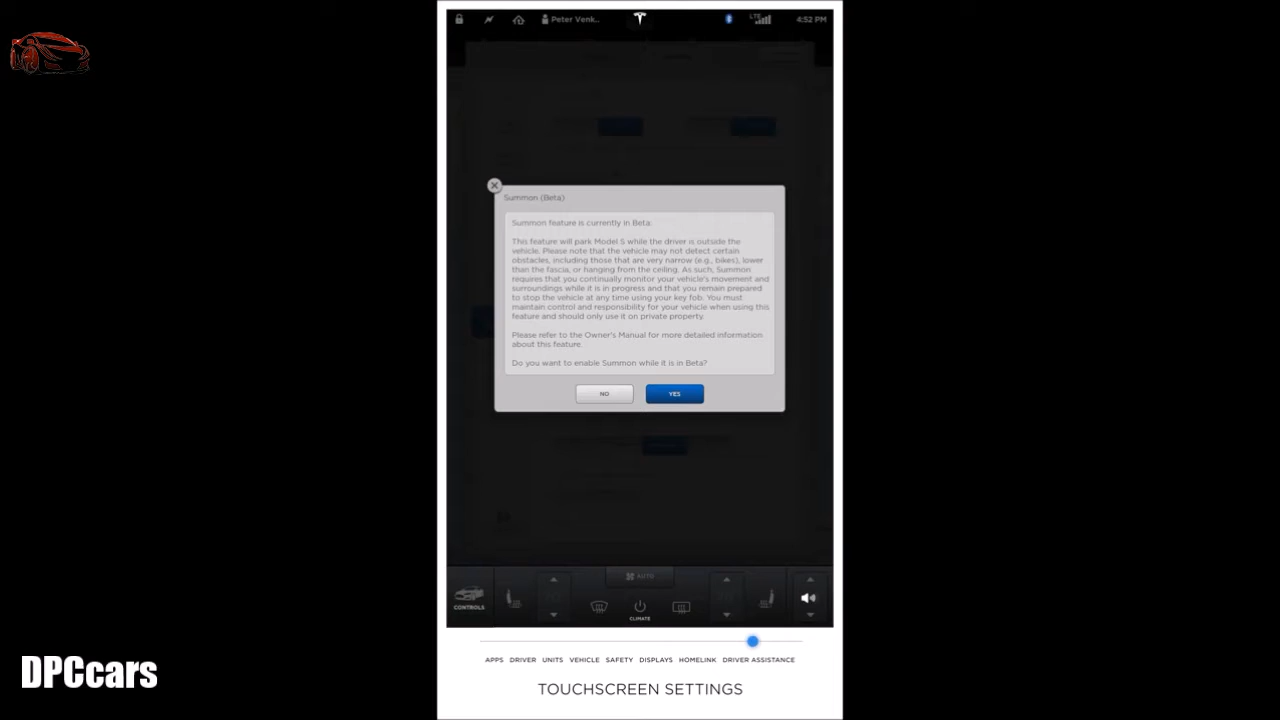 Peter Venk..
LTE
4:52 PM
Summon (Beta)
Summon feature is currently in Beta:
This feature will park Model S while the driver is outside the
vehicle. Please note that the vehicle may not detect certain
obstacles, including those that are very narrow (e.g., bikes), lower
than the fascia, or hanging from the ceiling. As such, Summon
requires that you continually monitor your vehicle's movement and
surroundings while it is in progress and that you remain prepared
to stop the vehicle at any time using your key fob. You must
maintain control and responsibility for your vehicle when using this
feature and should only use it on private property.
Please refer to the Owner's Manual for more detailed information
about this feature.
Do you want to enable Summon while it is in Beta?
NO YES
AUTO
CONTROLS
CLIMATE
APPS DRIVER UNITS VEHICLE SAFETY DISPLAYS HOMELINK DRIVER ASSISTANCE
TOUCHSCREEN SETTINGS
DPCcars